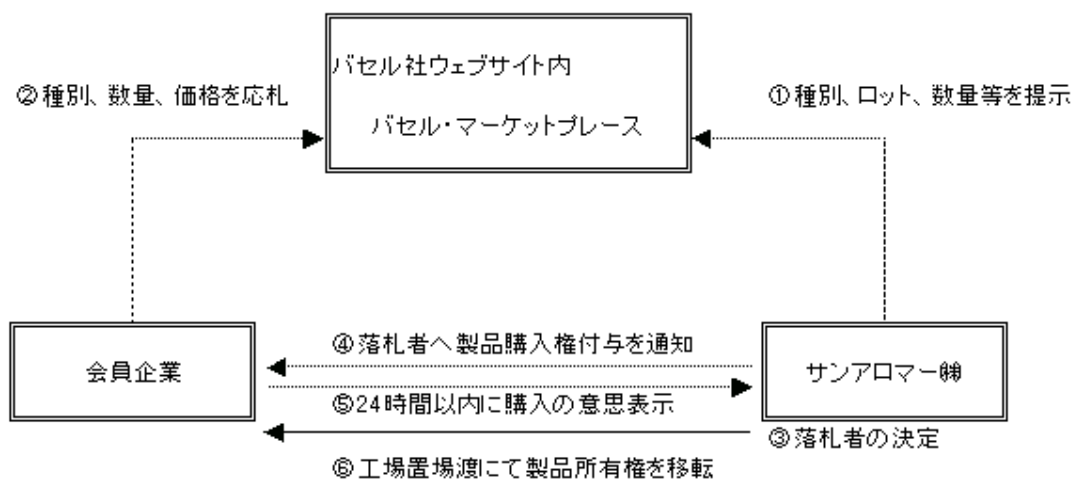 バセル社ウェブサイト内
バセル・マーケットプレース
②種別、数量、価格を応札
①種別、ロット、数量等を提示
会員企業
④落札者へ製品購入権付与を通知
⑤24時間以内に購入の意思表示
サンアロマー㈱
③落札者の決定
⑥工場置場渡にて製品所有権を移転